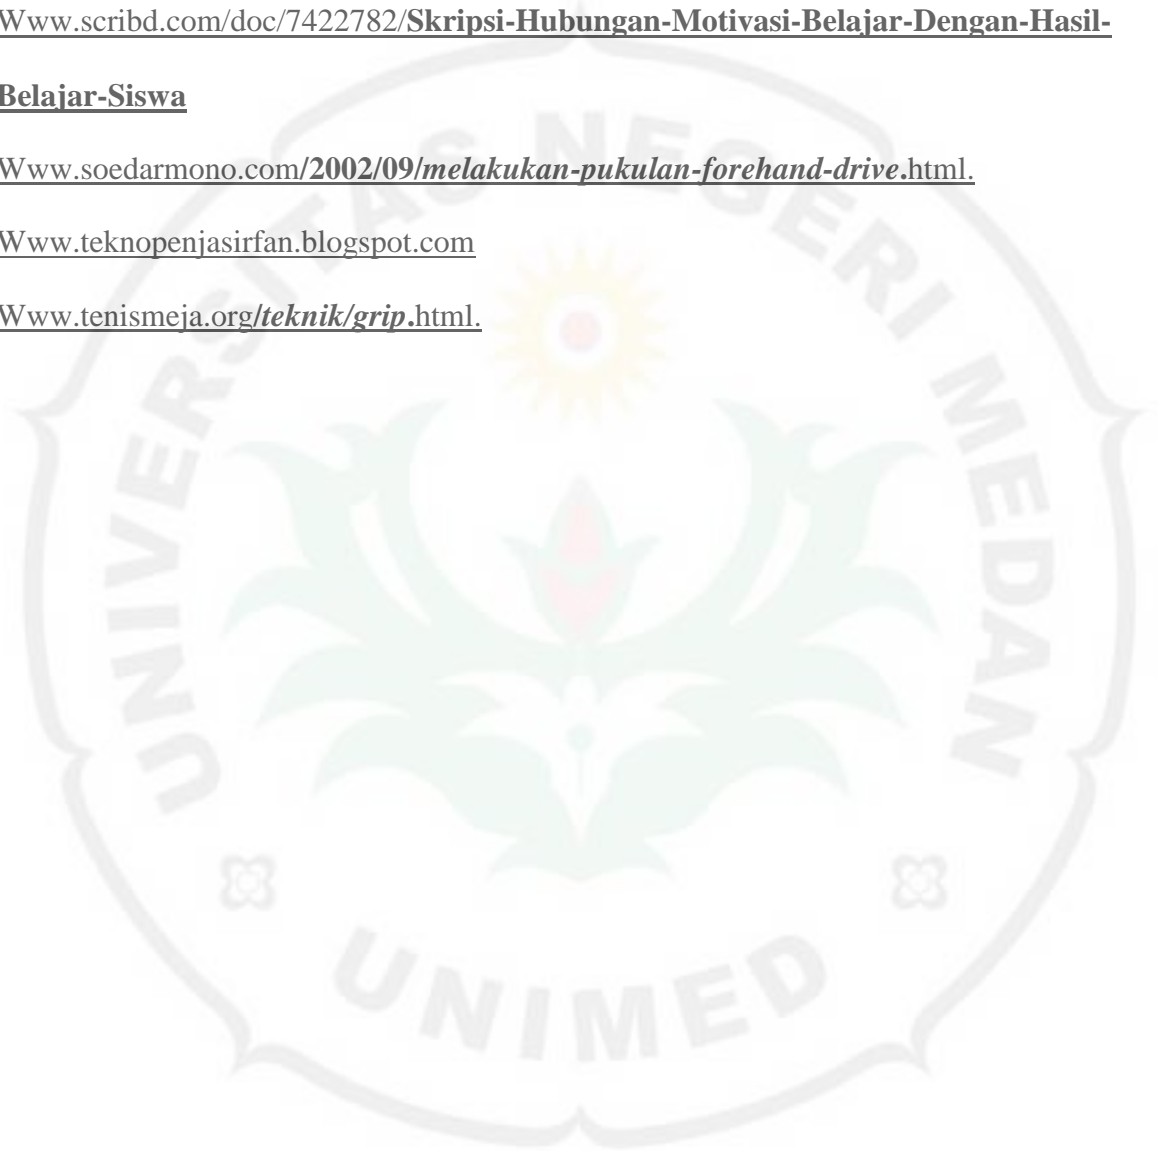 Www.scribd.com/doc/7422782/Skripsi-Hubungan-Motivasi-Belajar-Dengan-Hasil-
Belajar-Siswa
Www.soedarmono.com/2002/09/melakukan-pukulan-forehand-drive.html.
Www.teknopenjasirfan.blogspot.com
Www.tenismeja.org/teknik/grip.html.
UNIVERSITAS NEGERI MEDAN
UNIMED